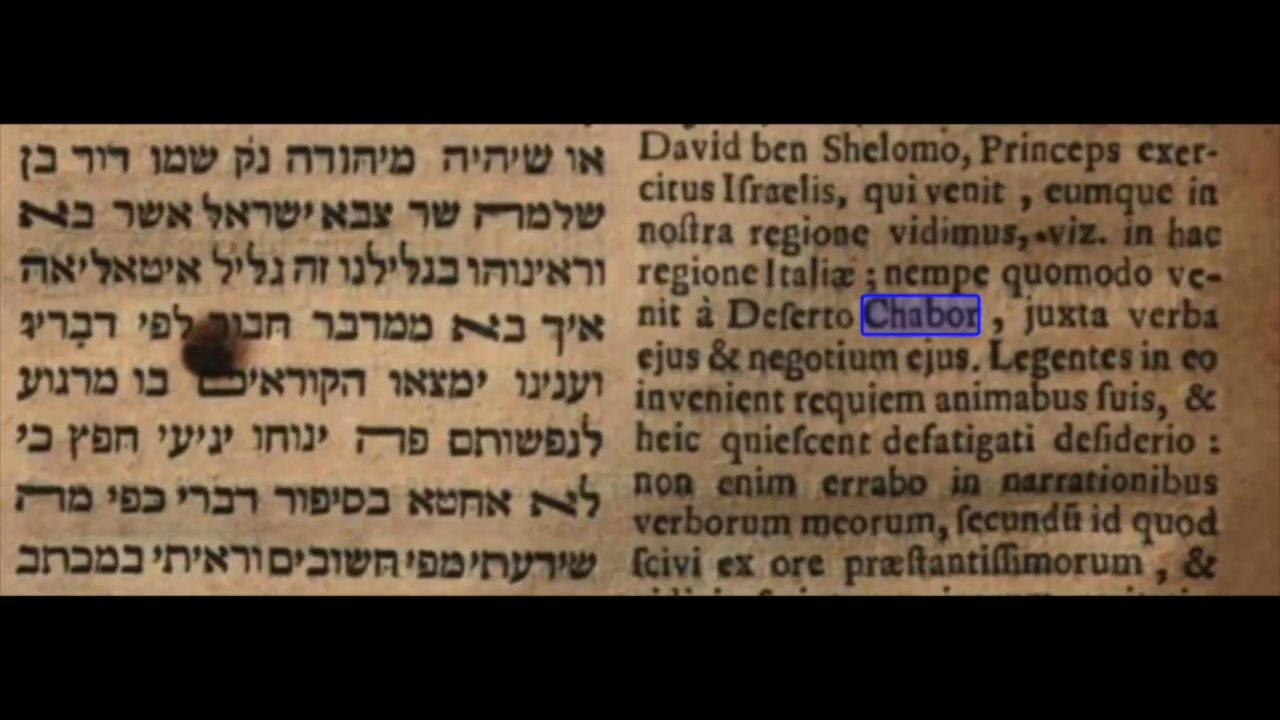 או שיהיה מיהודה נק שמו דוד בן
שלמה שר צבא ישראל אשר בא
וראינוהו בגלילנו זה גליל איטאליאה
איך בא ממדבר חבור לפי דבריו
וענינו ימצאו הקוראים בו מרגוע
לנפשותם פה ינוחו יגיעי חפץ כי
לא אחטא בסיפור דברי כפי מה
שידעתי מפי חשובים וראיתי במכתב
David ben Shelomo, Princeps exer-
citus Iſraelis, qui venit, eumque in
noſtra regione vidimus, viz. in hac
regione Italiæ; nempe quomodo ve-
nit à Deſerto Chabor, juxta verba
ejus & negotium ejus. Legentes in eo
invenient requiem animabus ſuis, &
heic quieſcent defatigati deſiderio:
non enim errabo in narrationibus
verborum meorum, ſecundū id quod
ſcivi ex ore præſtantiſſimorum, &